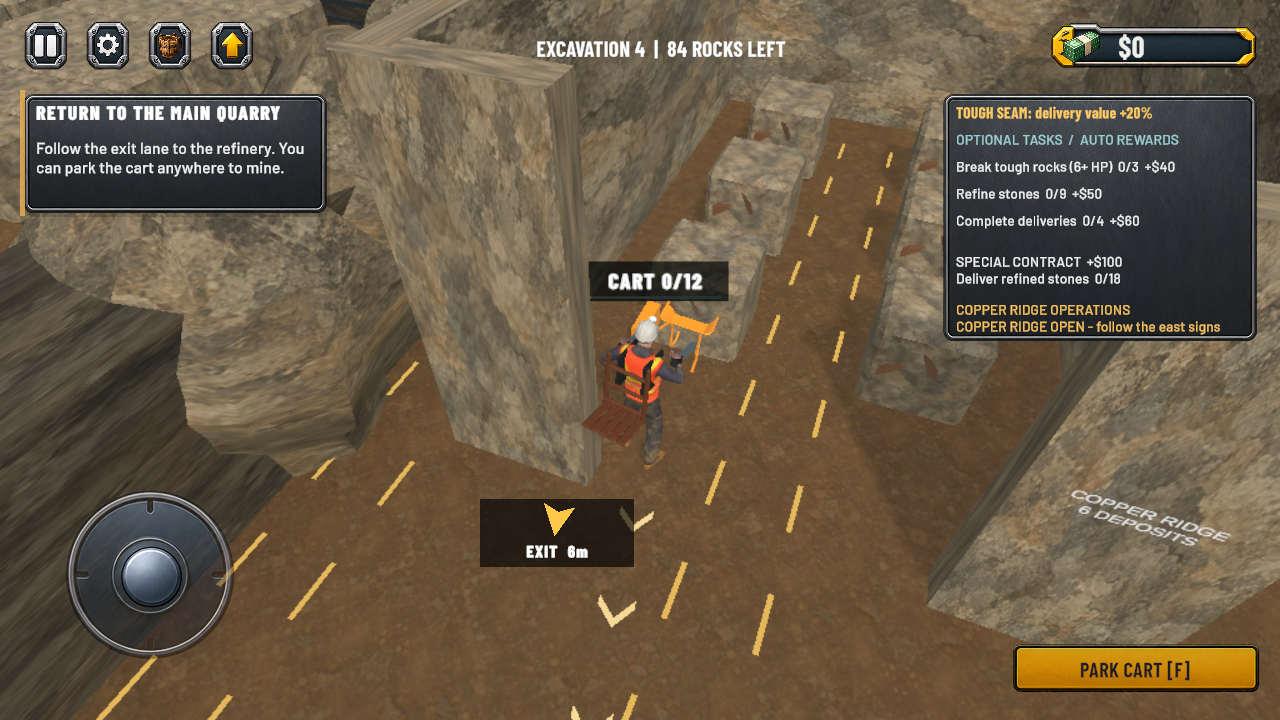 EXCAVATION 4 | 84 ROCKS LEFT
$0
RETURN TO THE MAIN QUARRY
Follow the exit lane to the refinery. You
can park the cart anywhere to mine.
TOUGH SEAM: delivery value +20%
OPTIONAL TASKS / AUTO REWARDS
Break tough rocks (6+ HP) 0/3 +$40
Refine stones 0/9 +$50
Complete deliveries 0/4 +$60
SPECIAL CONTRACT +$100
Deliver refined stones 0/18
COPPER RIDGE OPERATIONS
COPPER RIDGE OPEN - follow the east signs
CART 0/12
EXIT 6m
COPPER RIDGE
6 DEPOSITS
PARK CART [F]